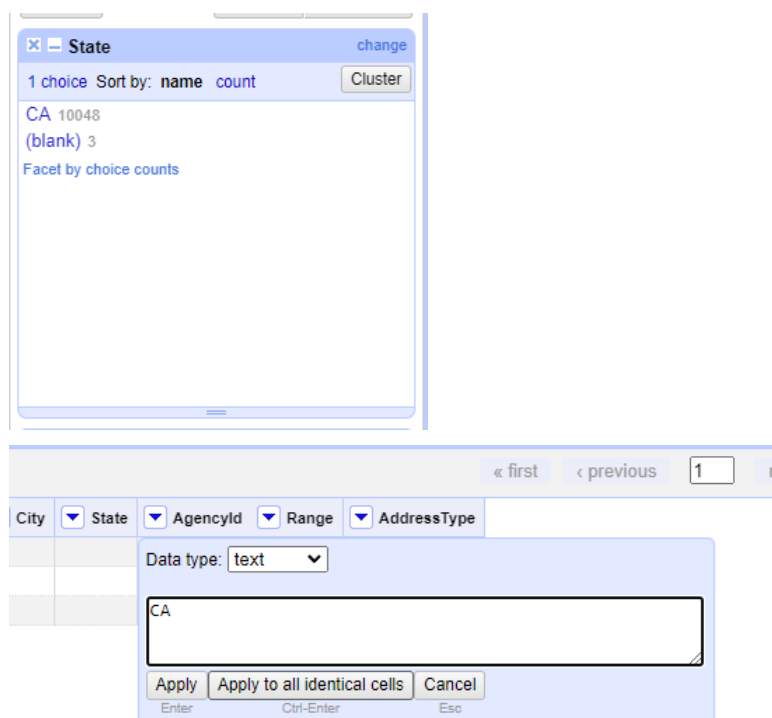 State change
1 choice Sort by: name count Cluster
CA 10048
(blank) 3
Facet by choice counts
« first ‹ previous 1
City State AgencyId Range AddressType
Data type: text
CA
Apply Apply to all identical cells Cancel
Enter Ctrl-Enter Esc